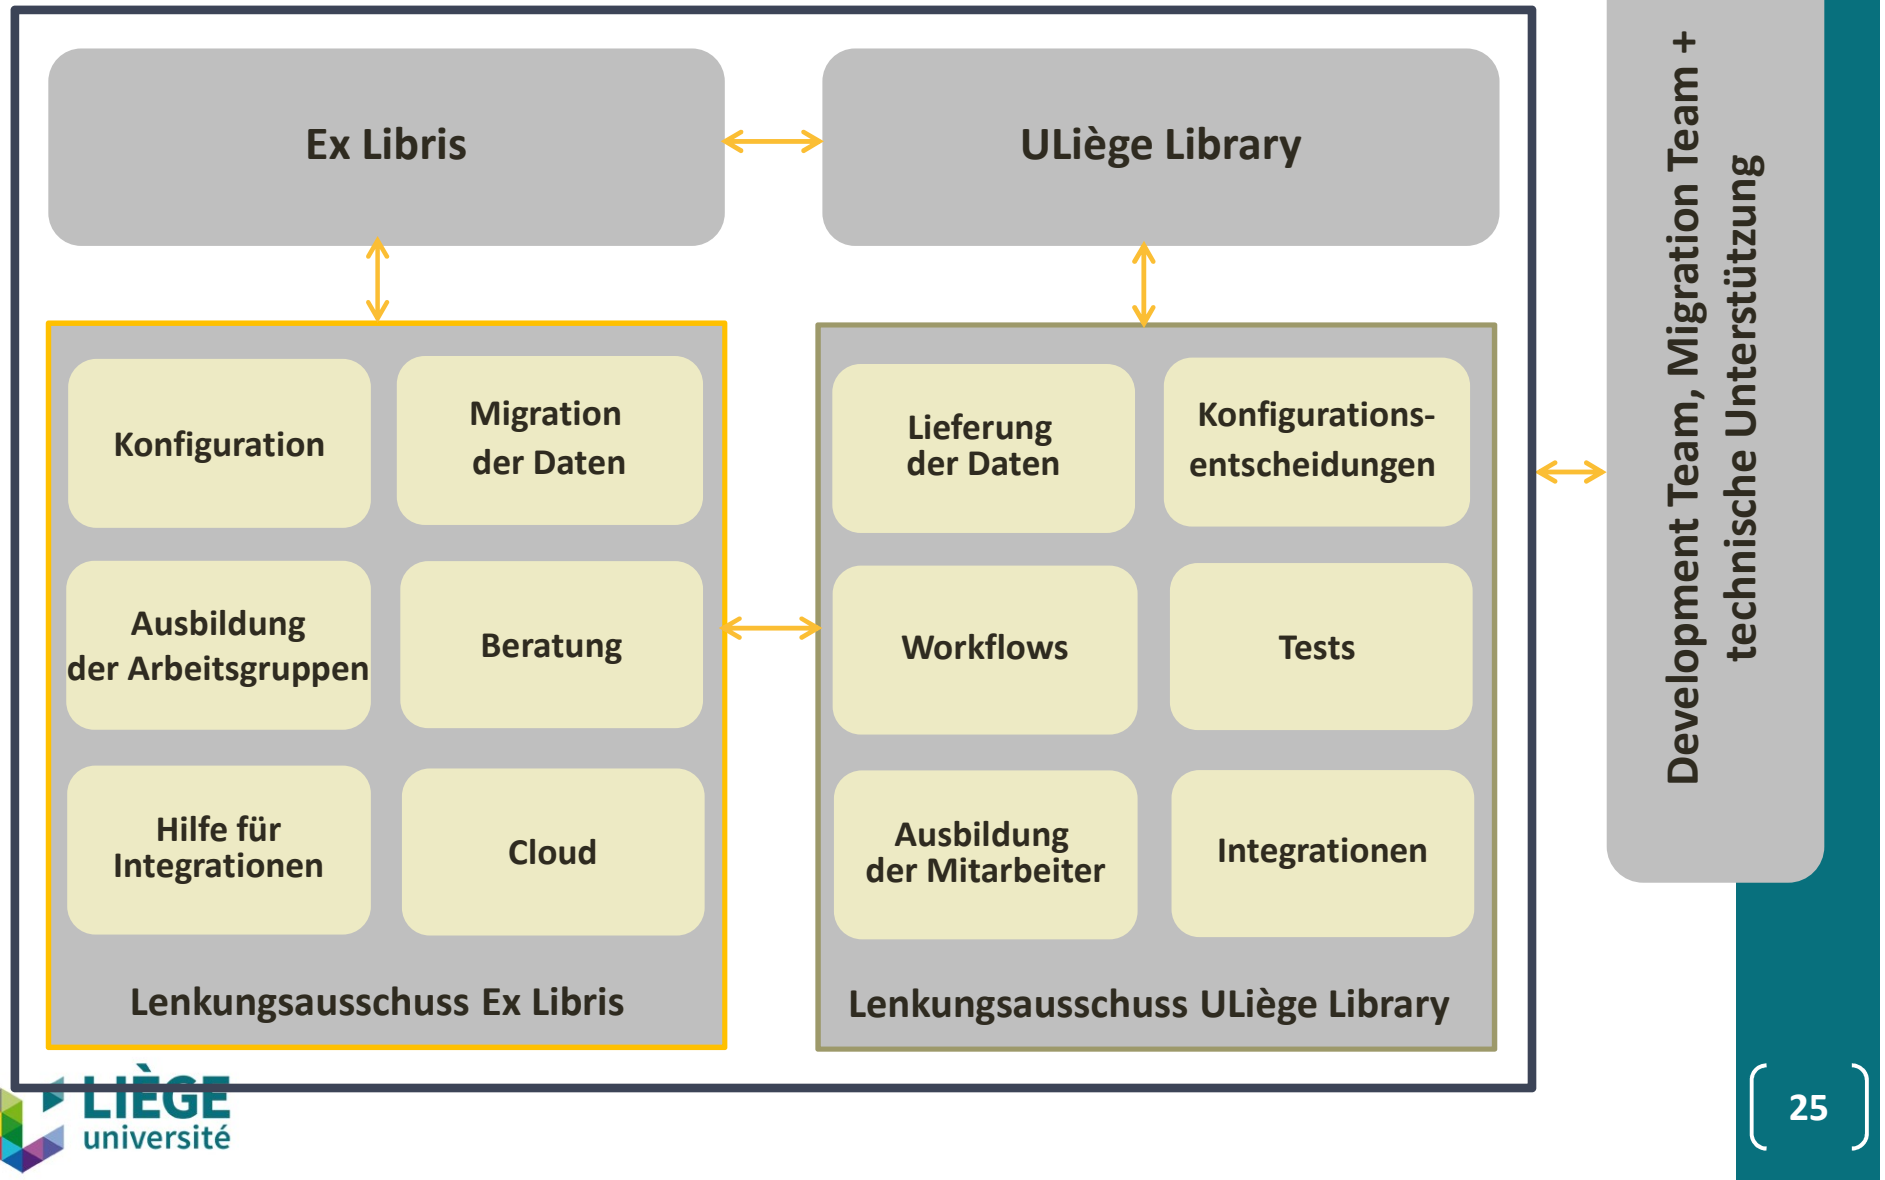 Ex Libris
ULiège Library
Konfiguration
Migration
der Daten
Ausbildung
der Arbeitsgruppen
Beratung
Hilfe für
Integrationen
Cloud
Lenkungsausschuss Ex Libris
Lieferung
der Daten
Konfigurations-
entscheidungen
Workflows
Tests
Ausbildung
der Mitarbeiter
Integrationen
Lenkungsausschuss ULiège Library
Development Team, Migration Team +
technische Unterstützung
LIÈGE
université
25